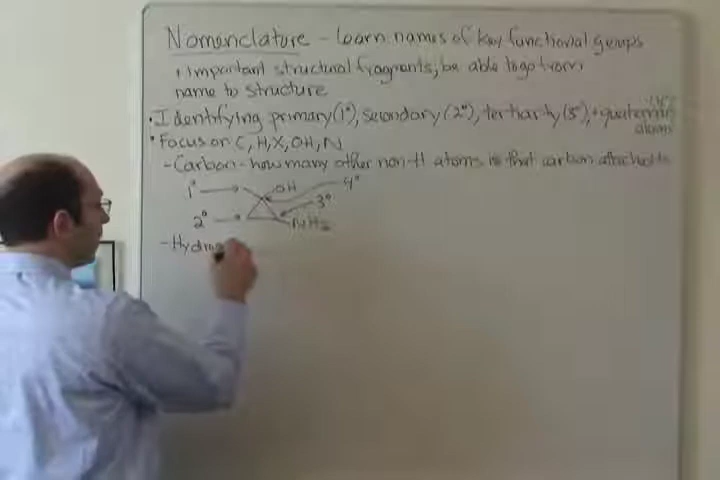 Nomenclature - learn names of key functional groups
+ important structural fragments, be able to go from
name to structure
• Identifying primary (1°), secondary (2°), tertiarity (3°), + quaternary (4°)
atoms
• Focus on C, H, X, OH, N
- Carbon - how many other non-H atoms is that carbon attached to
1° OH 4°
2° 3°
NH2
- Hydro